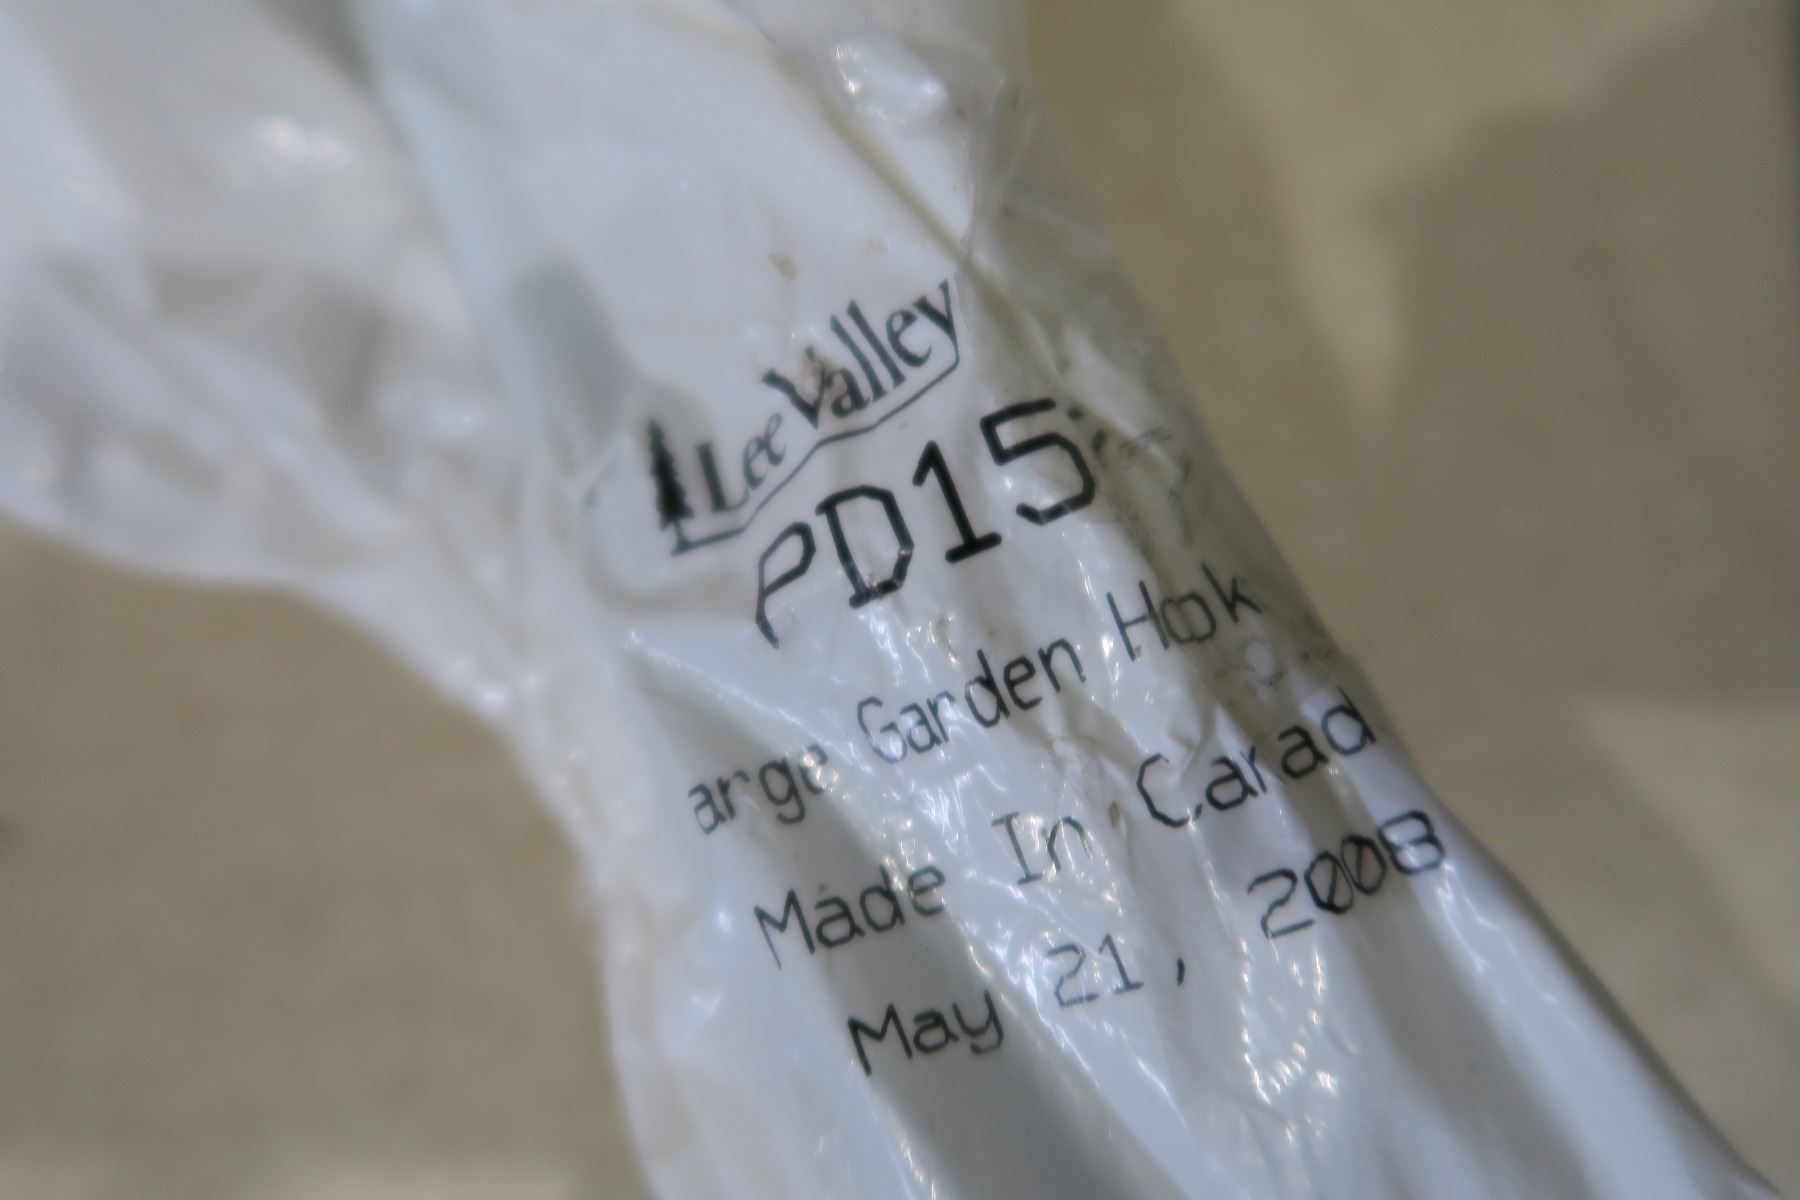 Lee Valley
PD15
arge Garden Hook
Made In Canad
May 21, 2008